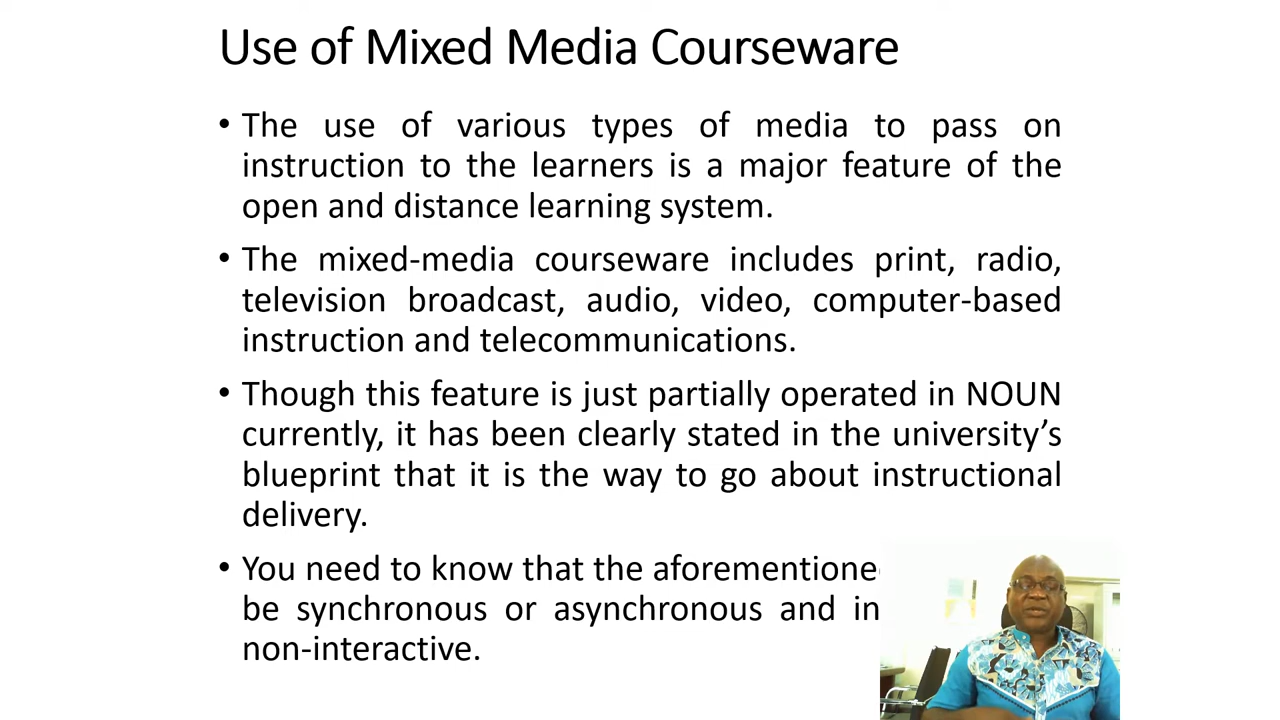 Use of Mixed Media Courseware
• The use of various types of media to pass on
instruction to the learners is a major feature of the
open and distance learning system.
• The mixed-media courseware includes print, radio,
television broadcast, audio, video, computer-based
instruction and telecommunications.
• Though this feature is just partially operated in NOUN
currently, it has been clearly stated in the university’s
blueprint that it is the way to go about instructional
delivery.
• You need to know that the
be synchronous or asynchronous and
non-interactive.